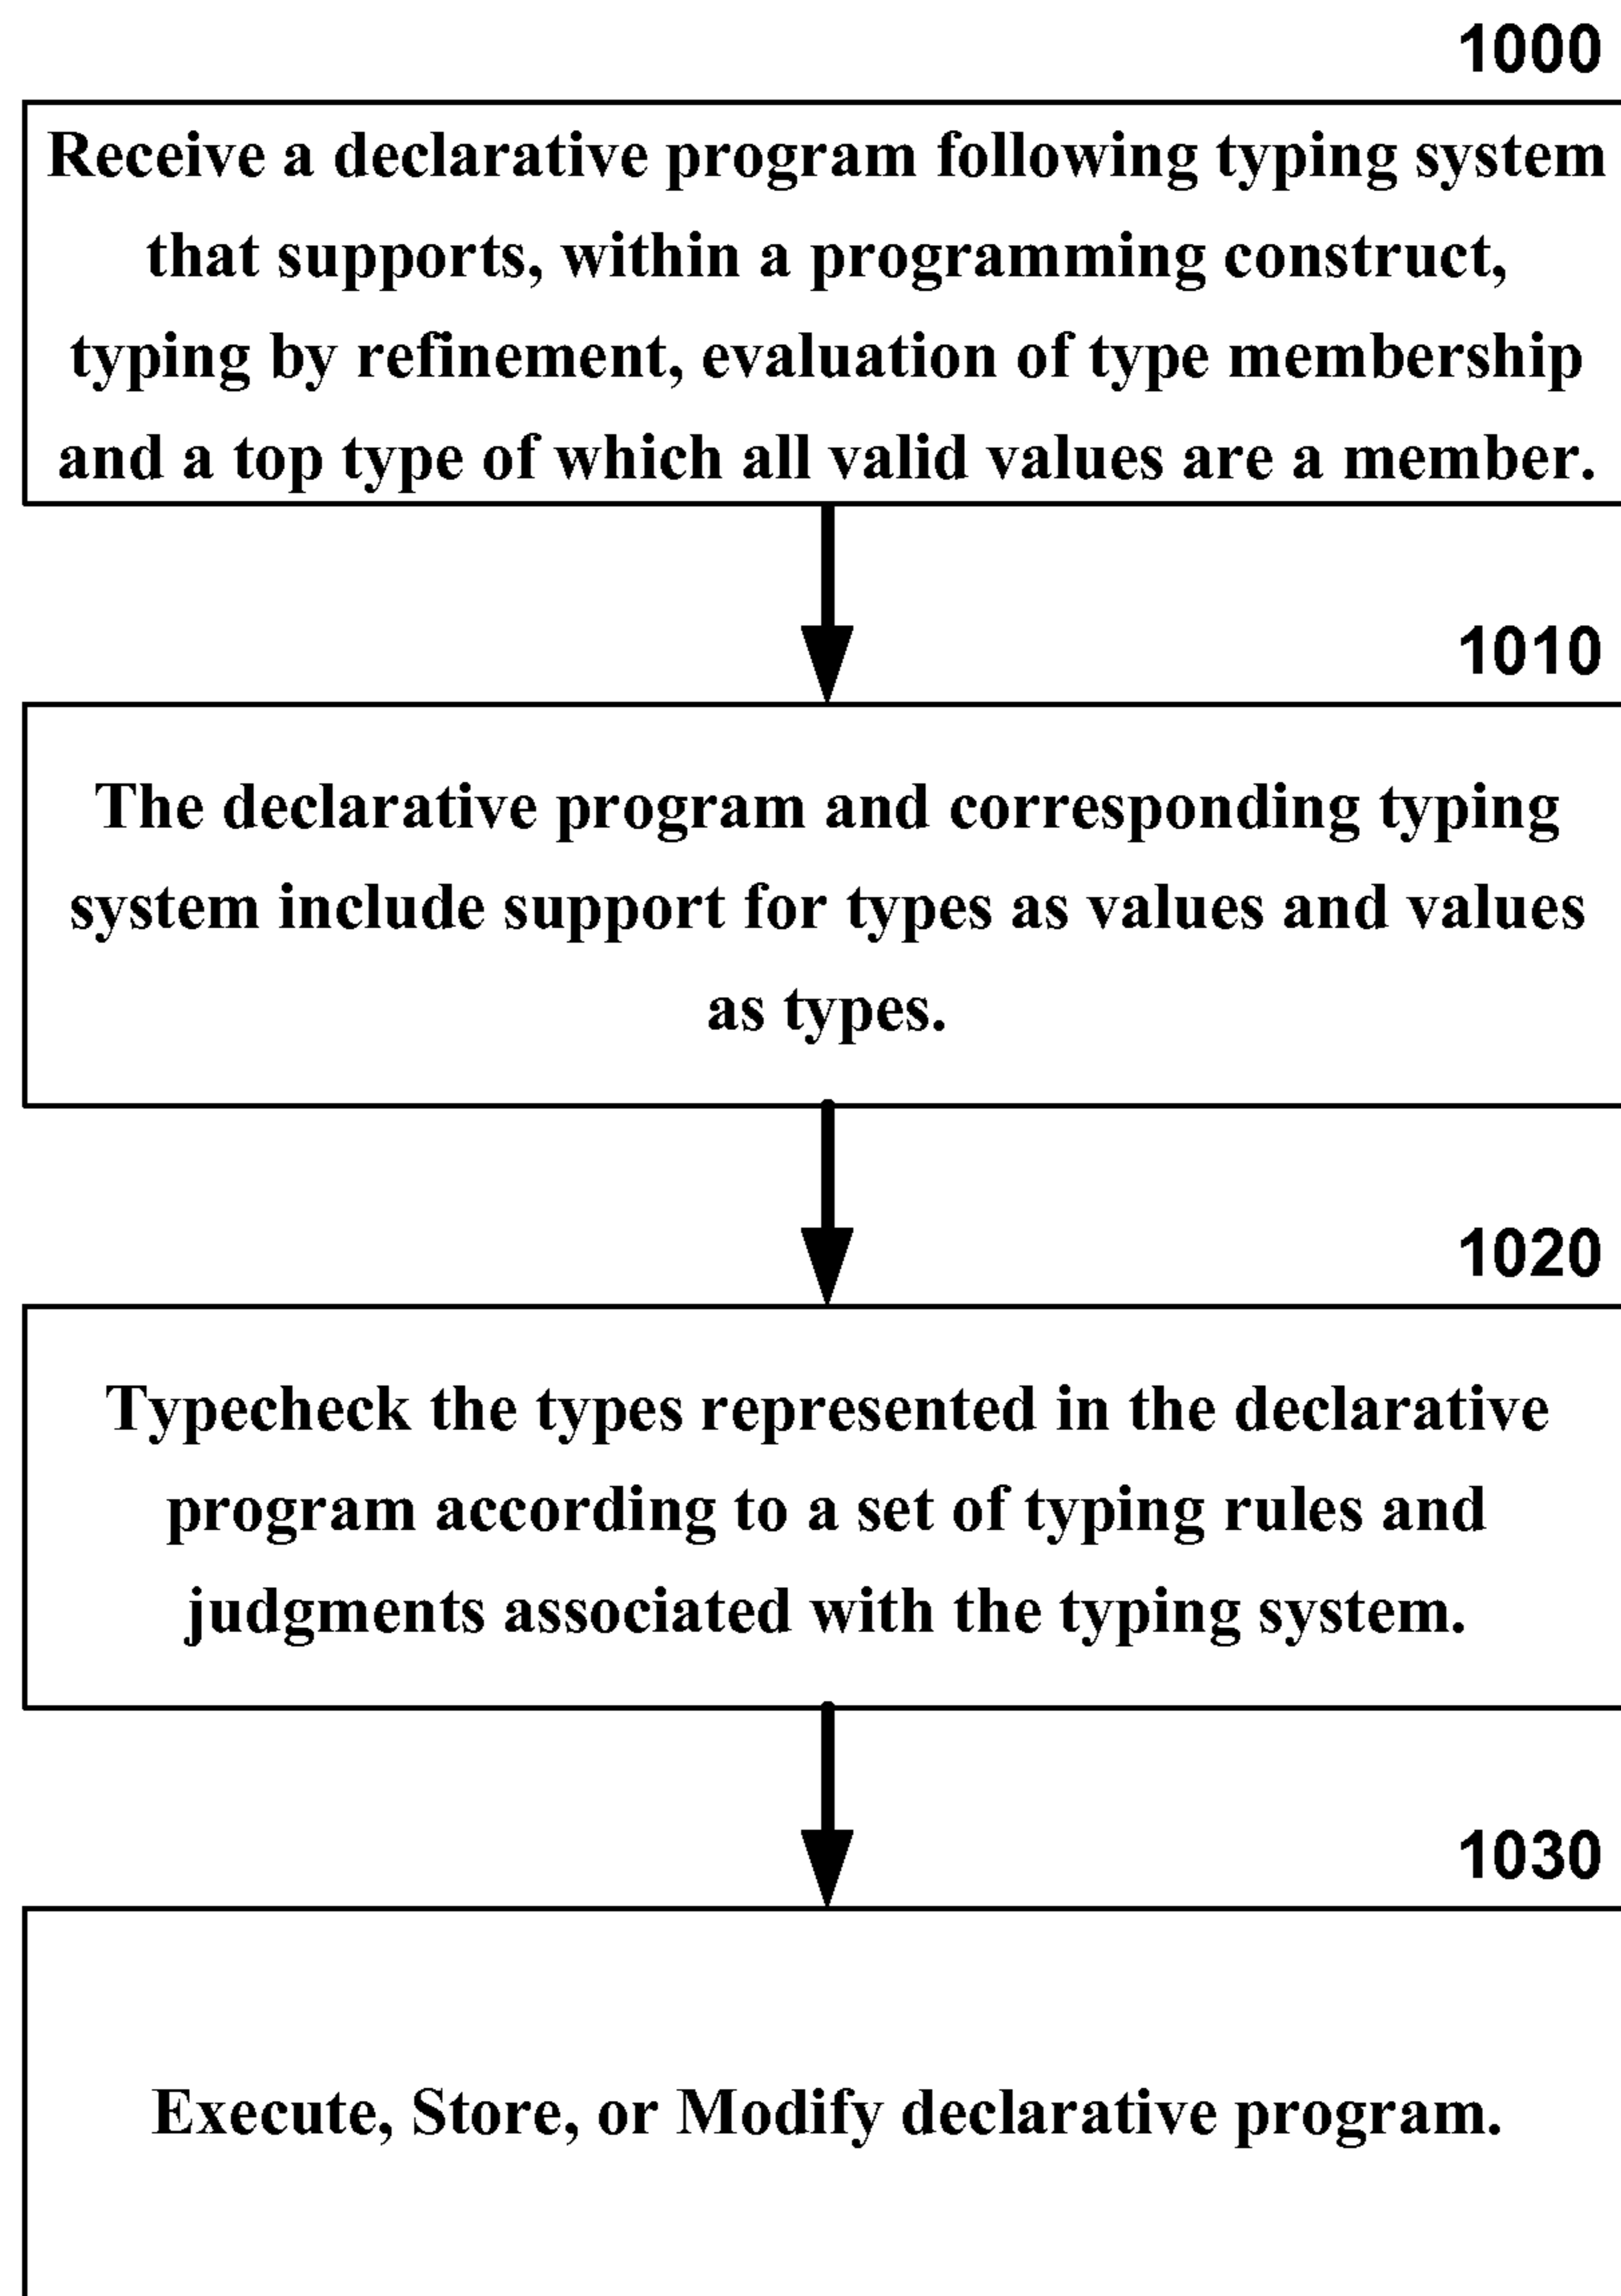 1000
Receive a declarative program following typing system
that supports, within a programming construct,
typing by refinement, evaluation of type membership
and a top type of which all valid values are a member.
1010
The declarative program and corresponding typing
system include support for types as values and values
as types.
1020
Typecheck the types represented in the declarative
program according to a set of typing rules and
judgments associated with the typing system.
1030
Execute, Store, or Modify declarative program.